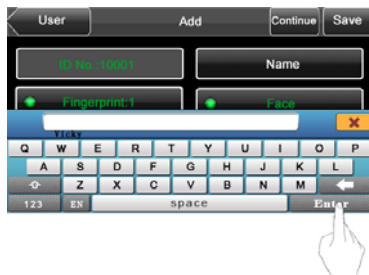 User Add Continue Save
ID No.:10001 Name
Fingerprint:1 Face
Vicky
Q W E R T Y U I O P
A S D F G H J K L
Z X C V B N M
123 EN space Enter